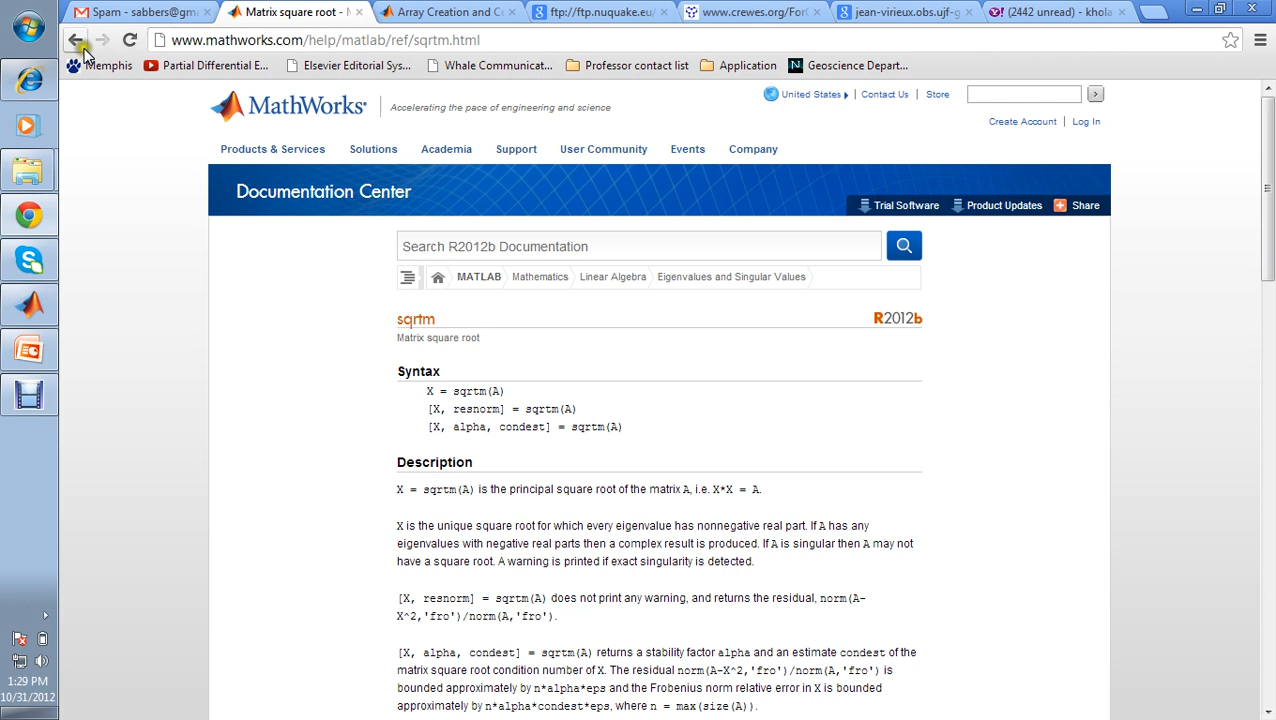 Spam - sabbers@gm
Matrix square root - M
Array Creation and Co
ftp://ftp.nuquake.eu/
www.crewes.org/ForO
jean-virieux.obs.ujf-g
(2442 unread) - khola
www.mathworks.com/help/matlab/ref/sqrtm.html
Memphis
Partial Differential E...
Elsevier Editorial Sys...
Whale Communicat...
Professor contact list
Application
Geoscience Depart...
MathWorks
Accelerating the pace of engineering and science
United States
Contact Us
Store
Create Account
Log In
Products & Services
Solutions
Academia
Support
User Community
Events
Company
Documentation Center
Trial Software
Product Updates
Share
Search R2012b Documentation
MATLAB
Mathematics
Linear Algebra
Eigenvalues and Singular Values
sqrtm
R2012b
Matrix square root
Syntax
X = sqrtm(A)
[X, resnorm] = sqrtm(A)
[X, alpha, condest] = sqrtm(A)
Description
X = sqrtm(A) is the principal square root of the matrix A, i.e. X*X = A.
X is the unique square root for which every eigenvalue has nonnegative real part. If A has any
eigenvalues with negative real parts then a complex result is produced. If A is singular then A may not
have a square root. A warning is printed if exact singularity is detected.
[X, resnorm] = sqrtm(A) does not print any warning, and returns the residual, norm(A-
X^2,'fro')/norm(A,'fro').
[X, alpha, condest] = sqrtm(A) returns a stability factor alpha and an estimate condest of the
matrix square root condition number of X. The residual norm(A-X^2,'fro')/norm(A,'fro') is
bounded approximately by n*alpha*eps and the Frobenius norm relative error in X is bounded
approximately by n*alpha*condest*eps, where n = max(size(A)).
1:29 PM
10/31/2012